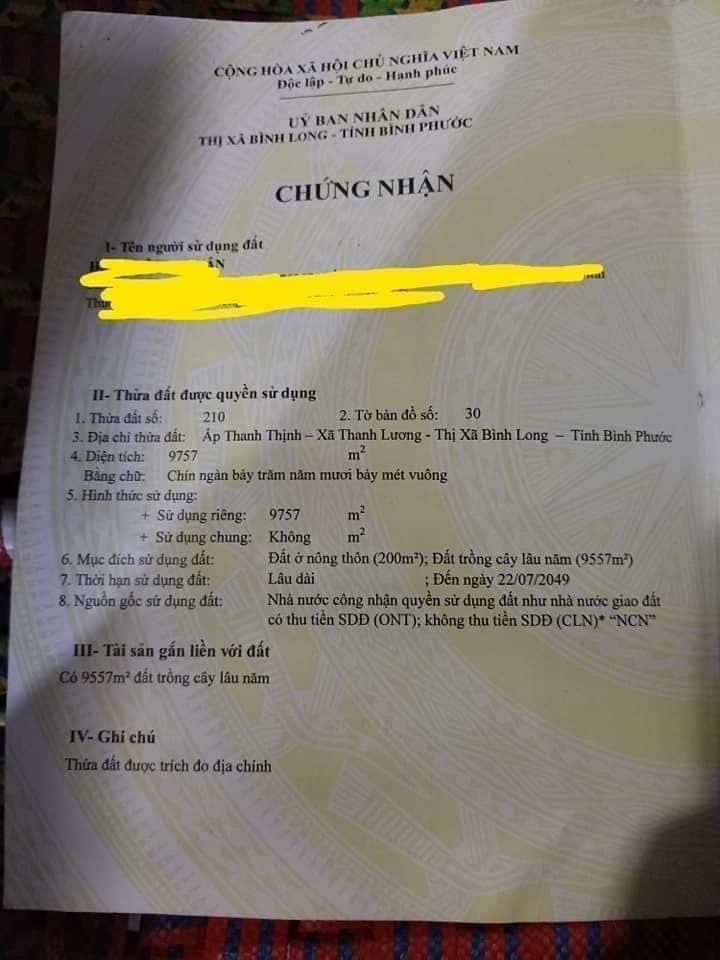 CỘNG HÒA XÃ HỘI CHỦ NGHĨA VIỆT NAM
Độc lập - Tự do - Hạnh phúc
UỶ BAN NHÂN DÂN
THỊ XÃ BÌNH LONG - TỈNH BÌNH PHƯỚC
CHỨNG NHẬN
I- Tên người sử dụng đất
II- Thửa đất được quyền sử dụng
1. Thửa đất số: 210 2. Tờ bản đồ số: 30
3. Địa chỉ thửa đất: Ấp Thanh Thịnh – Xã Thanh Lương - Thị Xã Bình Long – Tỉnh Bình Phước
4. Diện tích: 9757 m²
Bằng chữ: Chín ngàn bảy trăm năm mươi bảy mét vuông
5. Hình thức sử dụng:
+ Sử dụng riêng: 9757 m²
+ Sử dụng chung: Không m²
6. Mục đích sử dụng đất: Đất ở nông thôn (200m²); Đất trồng cây lâu năm (9557m²)
7. Thời hạn sử dụng đất: Lâu dài ; Đến ngày 22/07/2049
8. Nguồn gốc sử dụng đất: Nhà nước công nhận quyền sử dụng đất như nhà nước giao đất
có thu tiền SDĐ (ONT); không thu tiền SDĐ (CLN)* “NCN”
III- Tài sản gắn liền với đất
Có 9557m² đất trồng cây lâu năm
IV- Ghi chú
Thửa đất được trích đo địa chính